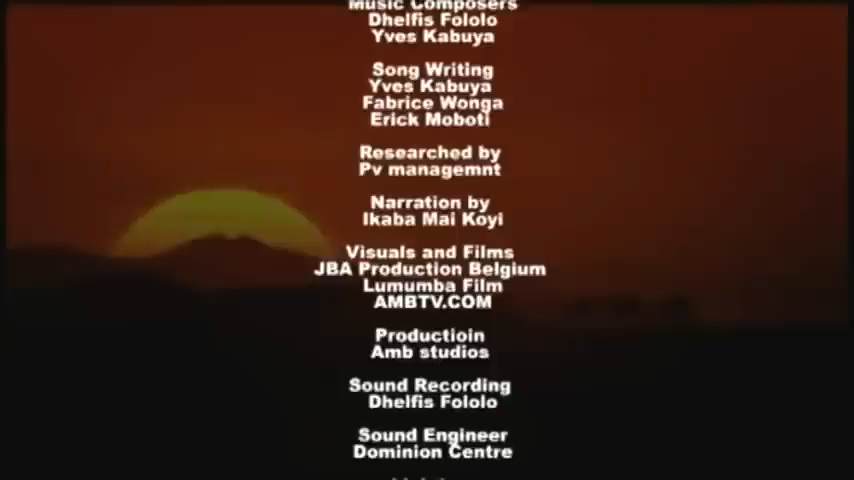 Music Composers
Dhelfis Fololo
Yves Kabuya
Song Writing
Yves Kabuya
Fabrice Wonga
Erick Moboti
Researched by
Pv managemnt
Narration by
Ikaba Mai Koyi
Visuals and Films
JBA Production Belgium
Lumumba Film
AMBTV.COM
Productioin
Amb studios
Sound Recording
Dhelfis Fololo
Sound Engineer
Dominion Centre